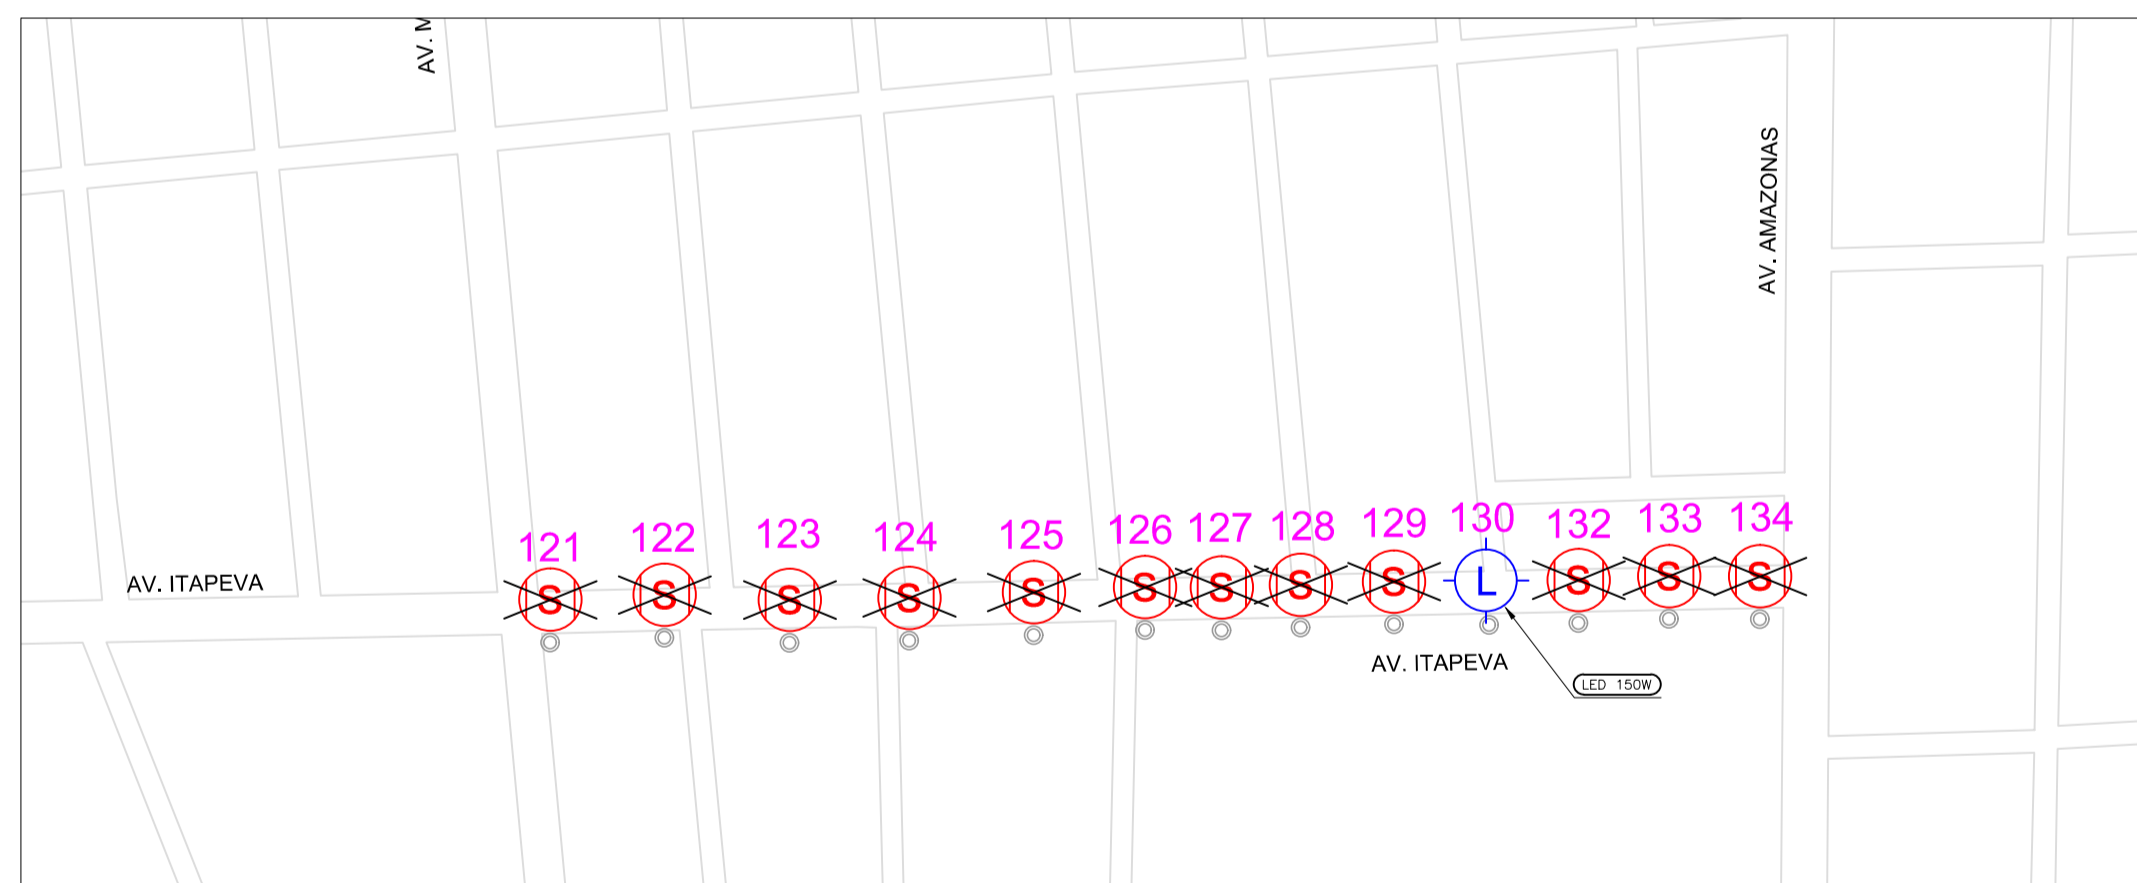 AV. M
AV. AMAZONAS
121 122 123 124 125 126 127 128 129 130 132 133 134
S S S S S S S S S L S S S
AV. ITAPEVA
AV. ITAPEVA
LED 150W